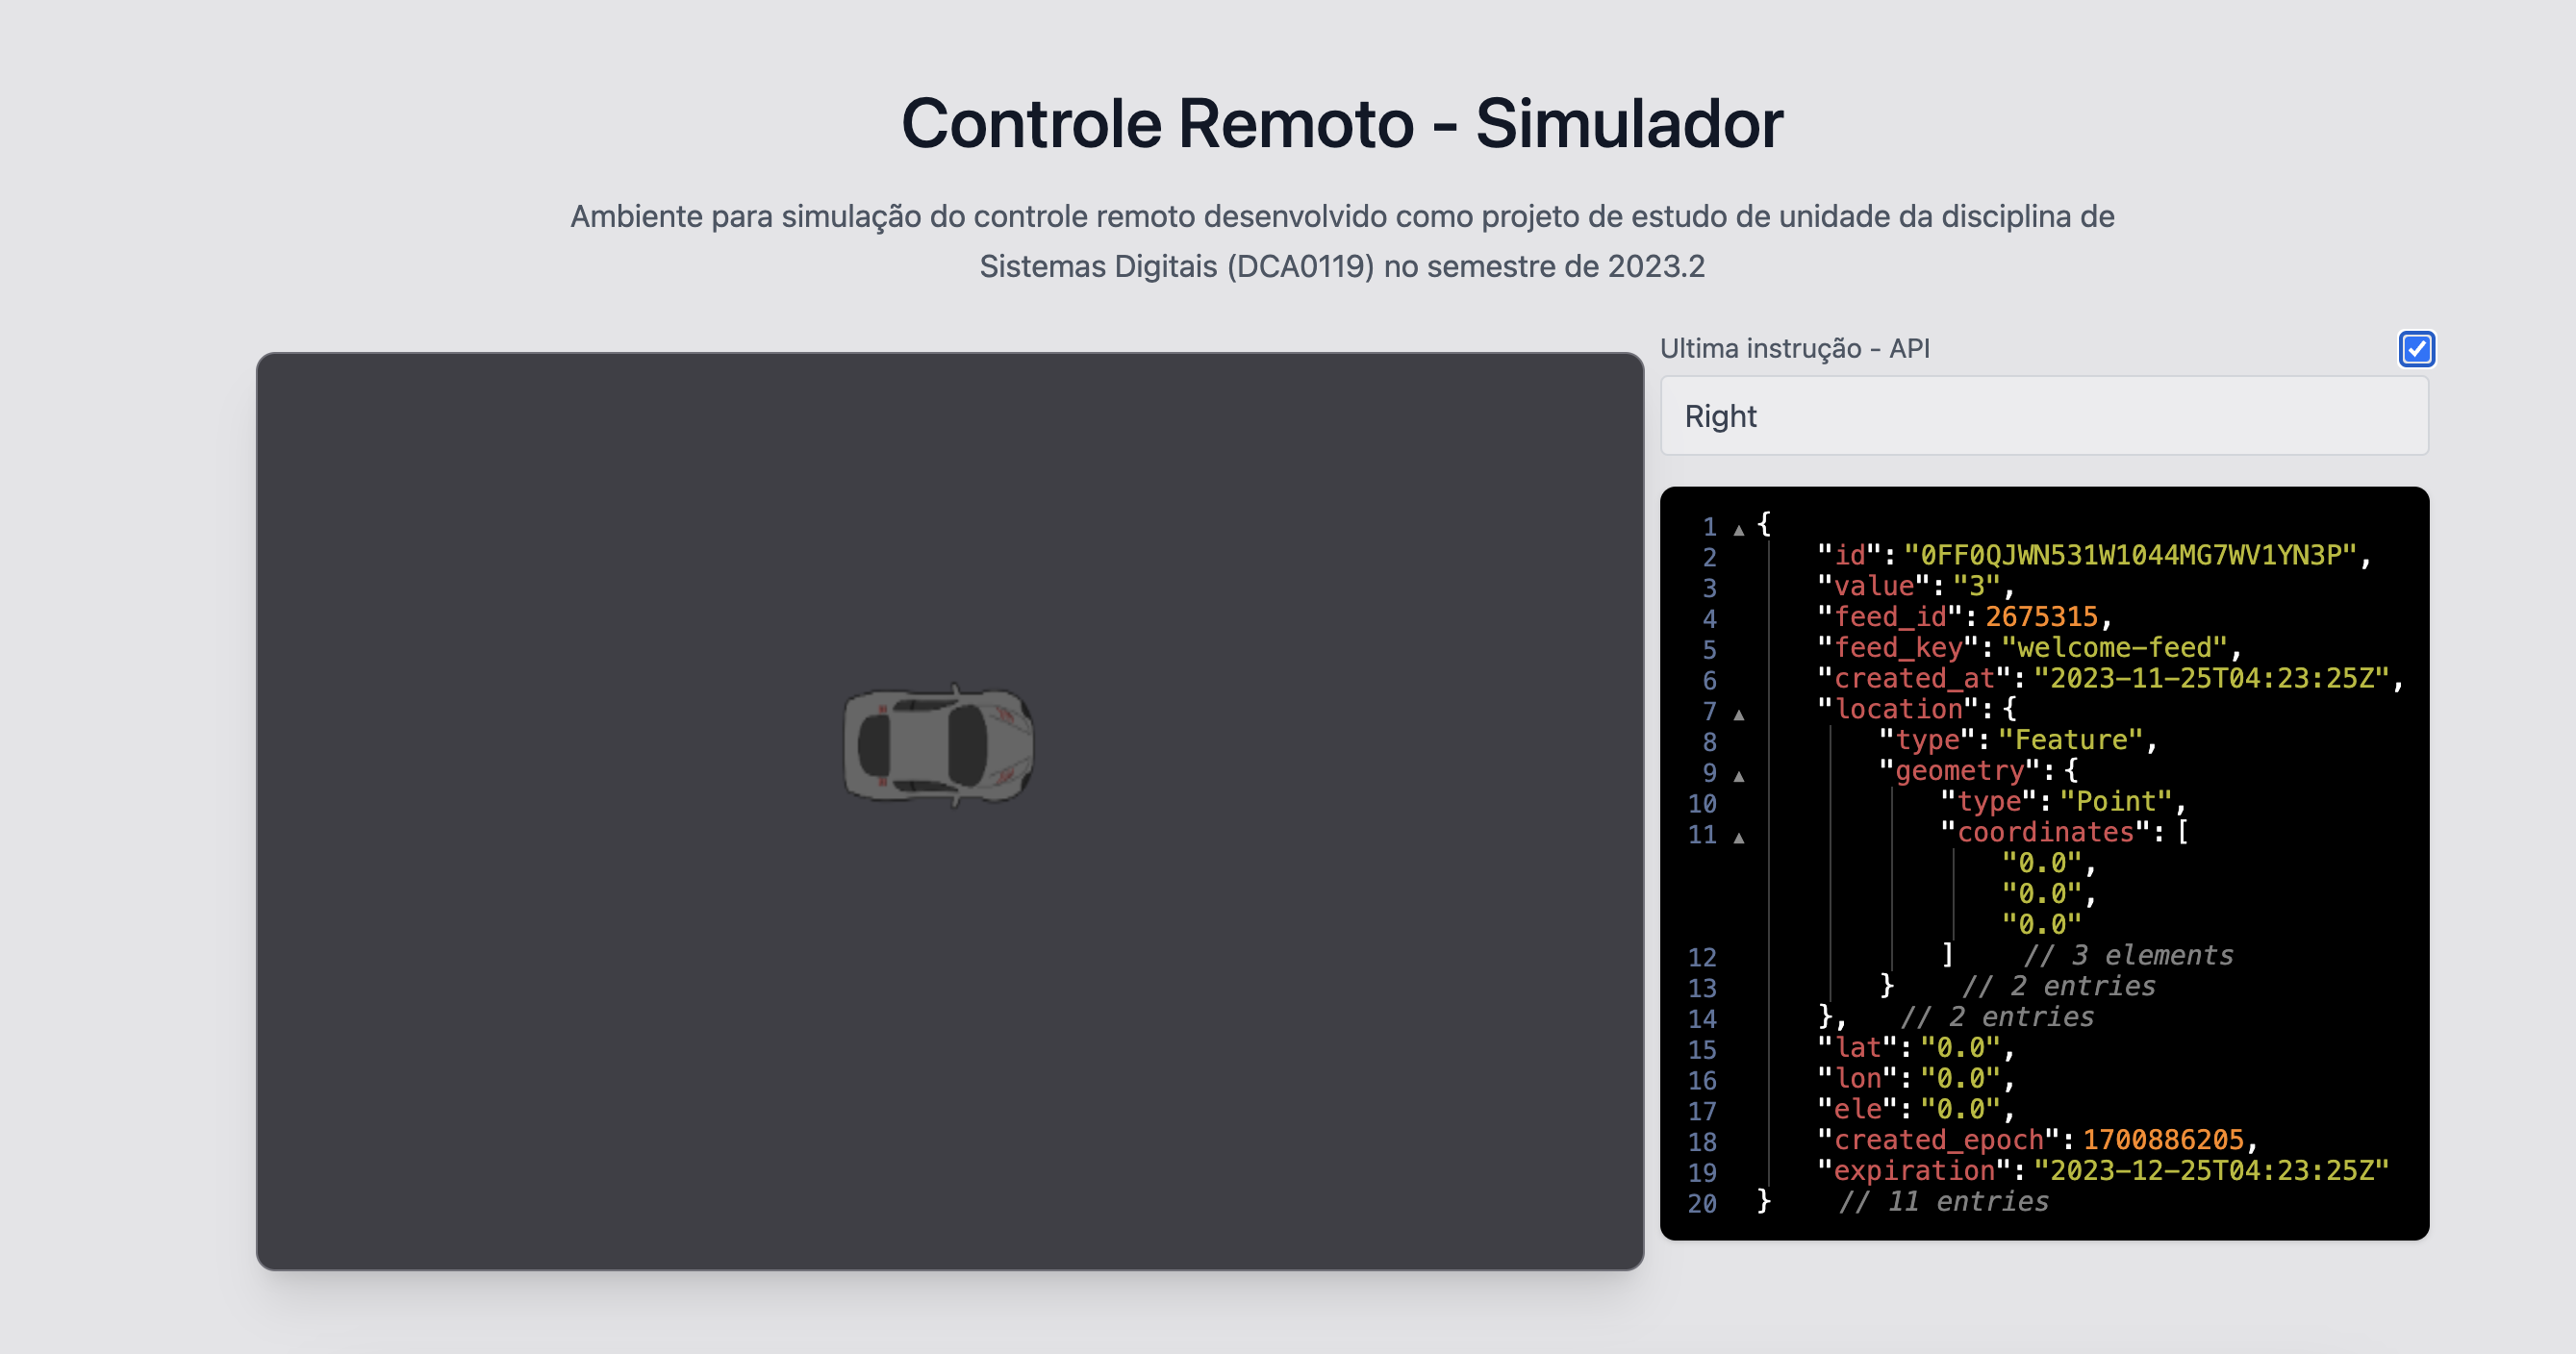 Controle Remoto - Simulador
Ambiente para simulação do controle remoto desenvolvido como projeto de estudo de unidade da disciplina de
Sistemas Digitais (DCA0119) no semestre de 2023.2
Ultima instrução - API
Right
1 ▲ {
2 "id":"0FF0QJWN531W1044MG7WV1YN3P",
3 "value":"3",
4 "feed_id":2675315,
5 "feed_key":"welcome-feed",
6 "created_at":"2023-11-25T04:23:25Z",
7 ▲ "location":{
8 "type":"Feature",
9 ▲ "geometry":{
10 "type":"Point",
11 ▲ "coordinates":[
"0.0",
"0.0",
"0.0"
12 ] // 3 elements
13 } // 2 entries
14 }, // 2 entries
15 "lat":"0.0",
16 "lon":"0.0",
17 "ele":"0.0",
18 "created_epoch":1700886205,
19 "expiration":"2023-12-25T04:23:25Z"
20 } // 11 entries